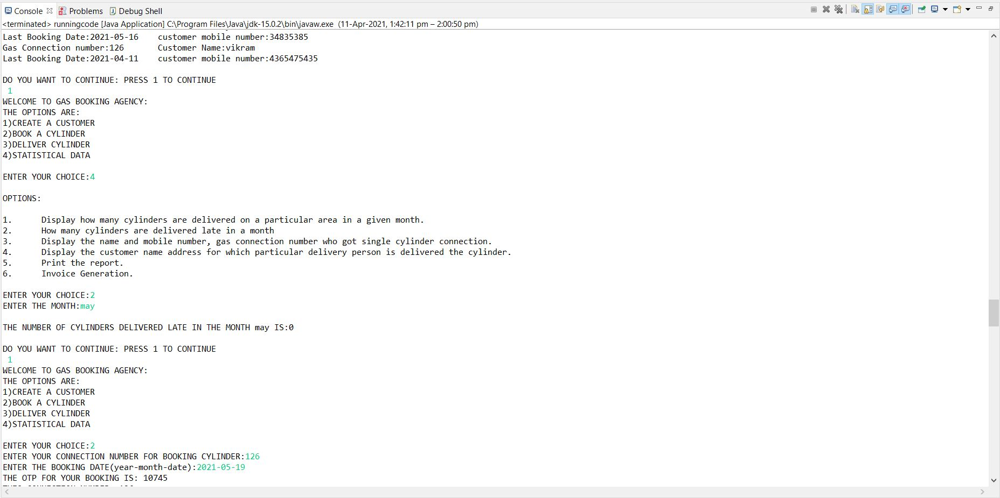 Console Problems Debug Shell
<terminated> runningcode [Java Application] C:\Program Files\Java\jdk-15.0.2\bin\javaw.exe (11-Apr-2021, 1:42:11 pm – 2:00:50 pm)
Last Booking Date:2021-05-16 customer mobile number:34835385
Gas Connection number:126 Customer Name:vikram
Last Booking Date:2021-04-11 customer mobile number:4365475435
DO YOU WANT TO CONTINUE: PRESS 1 TO CONTINUE
1
WELCOME TO GAS BOOKING AGENCY:
THE OPTIONS ARE:
1)CREATE A CUSTOMER
2)BOOK A CYLINDER
3)DELIVER CYLINDER
4)STATISTICAL DATA
ENTER YOUR CHOICE:4
OPTIONS:
1. Display how many cylinders are delivered on a particular area in a given month.
2. How many cylinders are delivered late in a month
3. Display the name and mobile number, gas connection number who got single cylinder connection.
4. Display the customer name address for which particular delivery person is delivered the cylinder.
5. Print the report.
6. Invoice Generation.
ENTER YOUR CHOICE:2
ENTER THE MONTH:may
THE NUMBER OF CYLINDERS DELIVERED LATE IN THE MONTH may IS:0
DO YOU WANT TO CONTINUE: PRESS 1 TO CONTINUE
1
WELCOME TO GAS BOOKING AGENCY:
THE OPTIONS ARE:
1)CREATE A CUSTOMER
2)BOOK A CYLINDER
3)DELIVER CYLINDER
4)STATISTICAL DATA
ENTER YOUR CHOICE:2
ENTER YOUR CONNECTION NUMBER FOR BOOKING CYLINDER:126
ENTER THE BOOKING DATE(year-month-date):2021-05-19
THE OTP FOR YOUR BOOKING IS: 10745